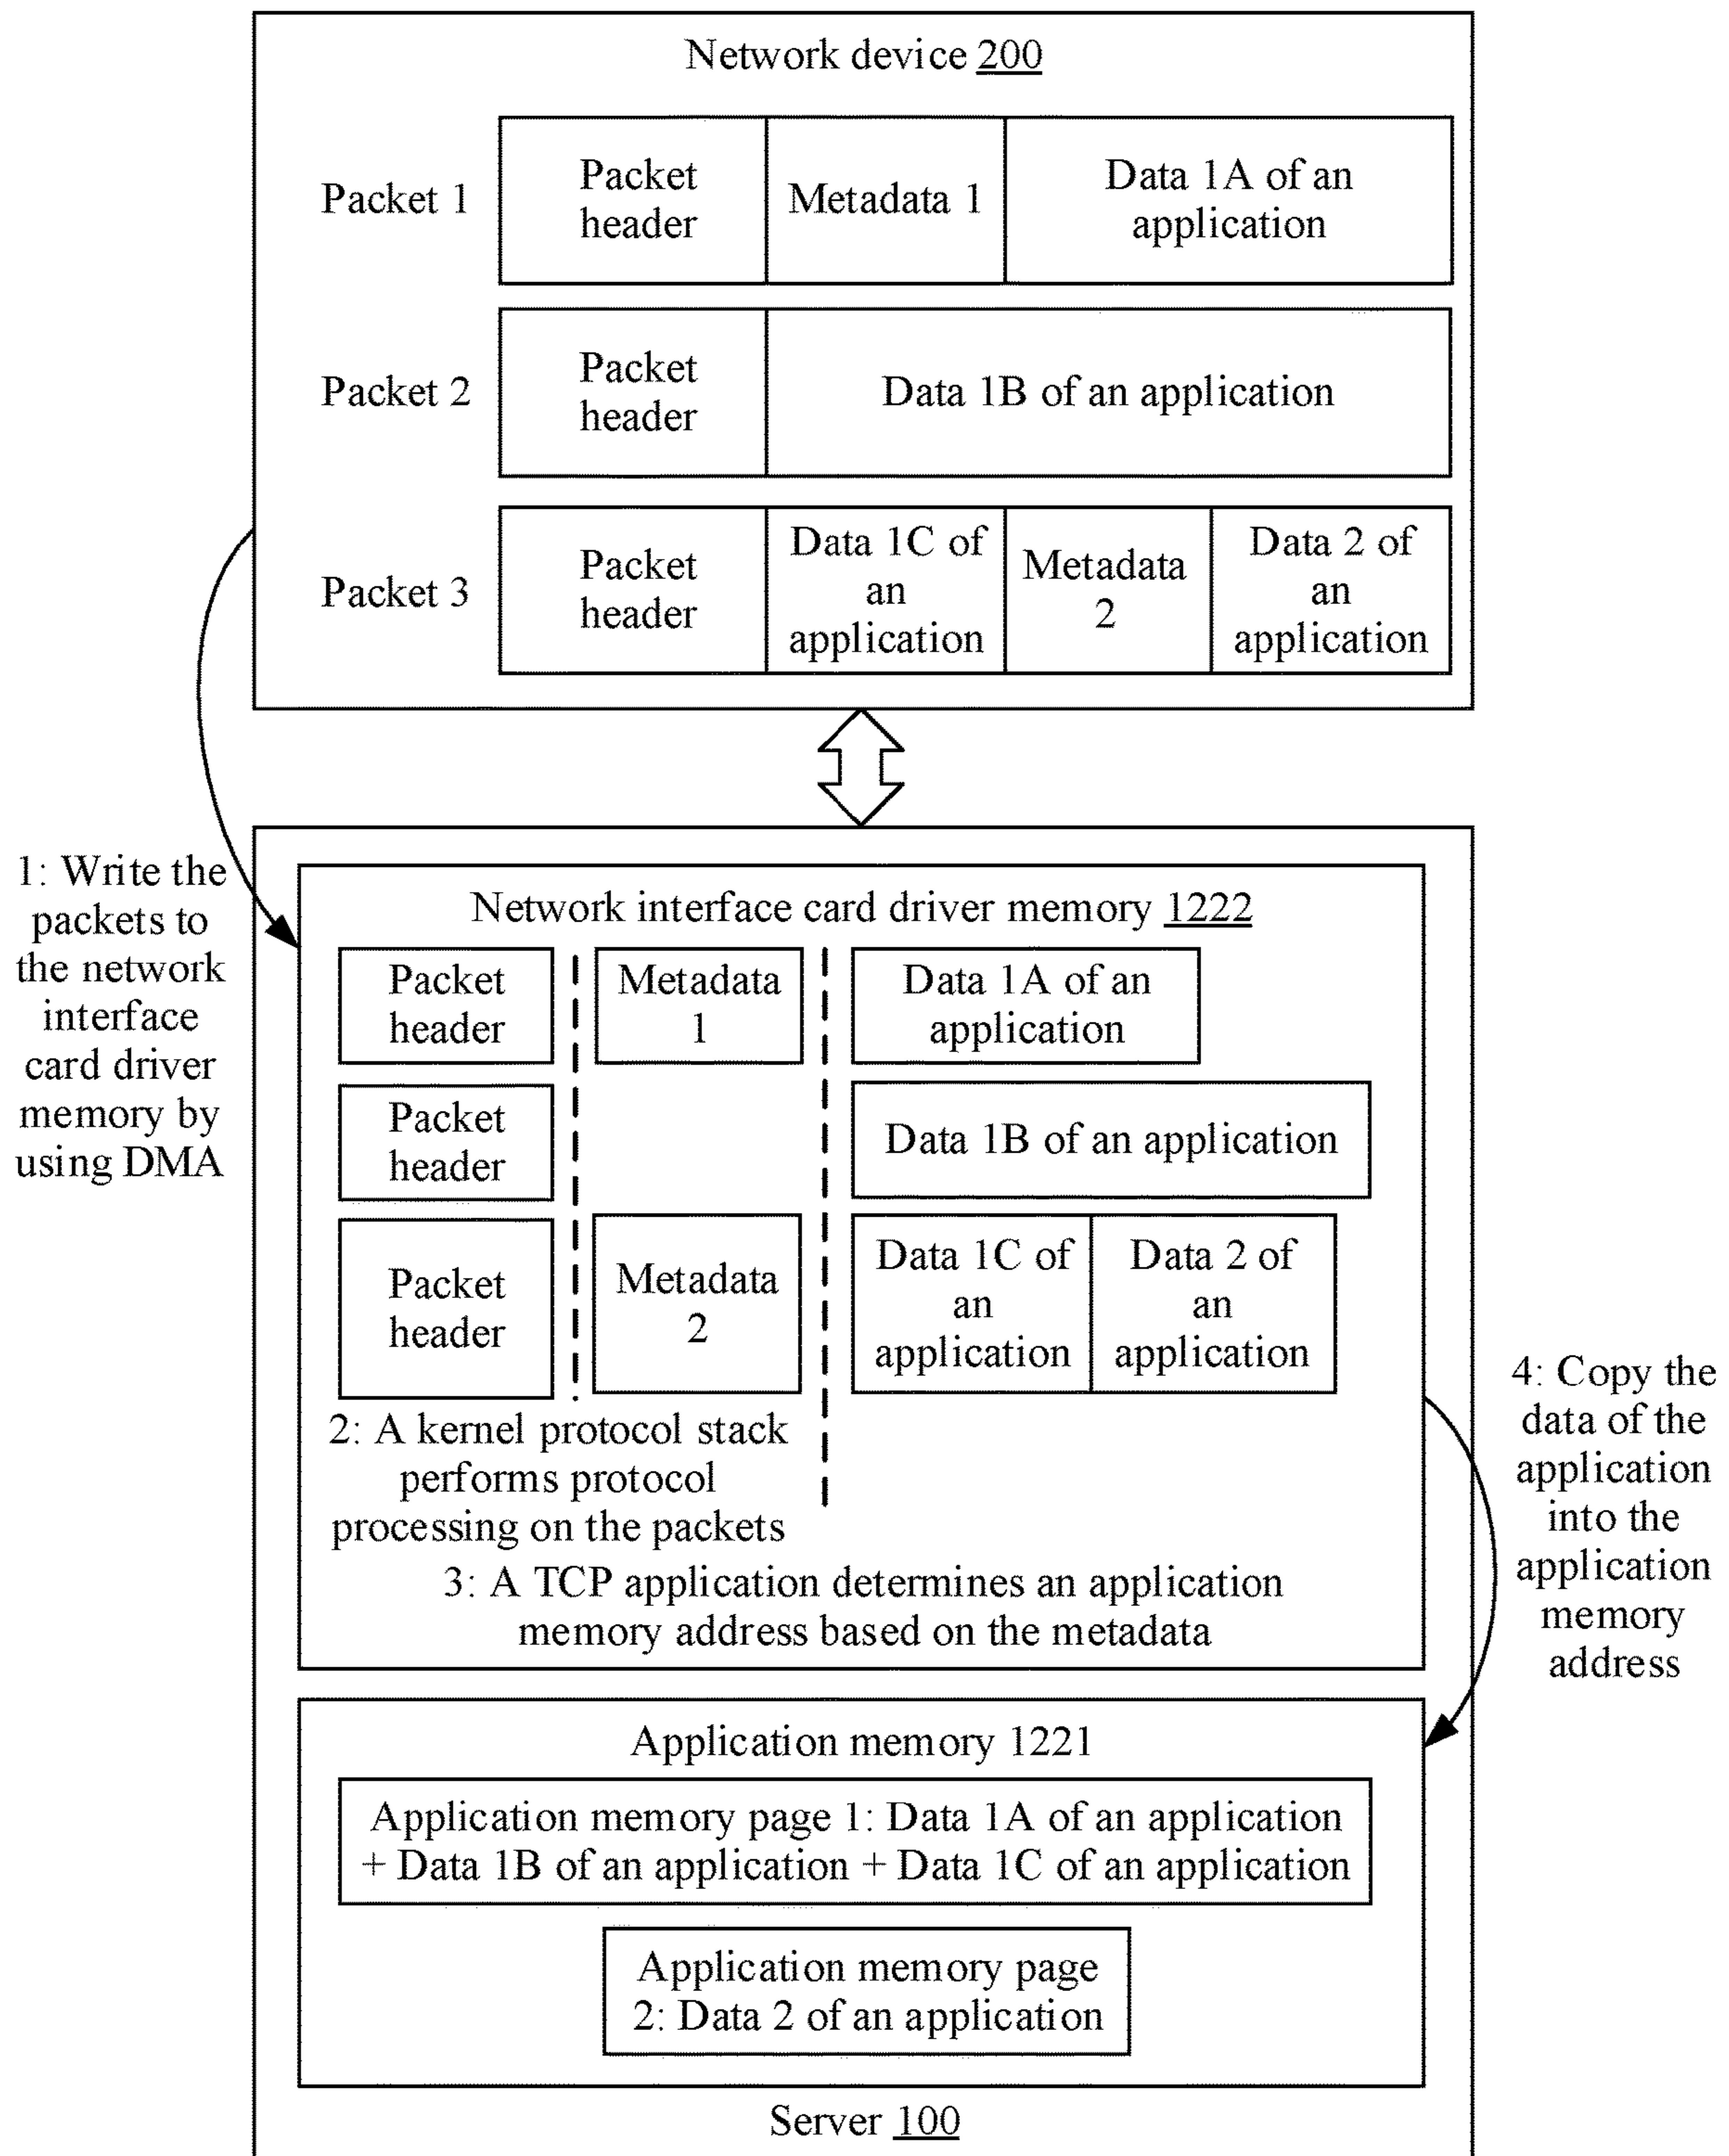 Network device 200
Packet 1
Packet
header
Metadata 1
Data 1A of an
application
Packet 2
Packet
header
Data 1B of an application
Packet 3
Packet
header
Data 1C of
an
application
Metadata
2
Data 2 of
an
application
1: Write the
packets to
the network
interface
card driver
memory by
using DMA
Network interface card driver memory 1222
Packet
header
Metadata
1
Data 1A of an
application
Packet
header
Data 1B of an application
Packet
header
Metadata
2
Data 1C of
an
application
Data 2 of
an
application
2: A kernel protocol stack
performs protocol
processing on the packets
3: A TCP application determines an application
memory address based on the metadata
4: Copy the
data of the
application
into the
application
memory
address
Application memory 1221
Application memory page 1: Data 1A of an application
+ Data 1B of an application + Data 1C of an application
Application memory page
2: Data 2 of an application
Server 100